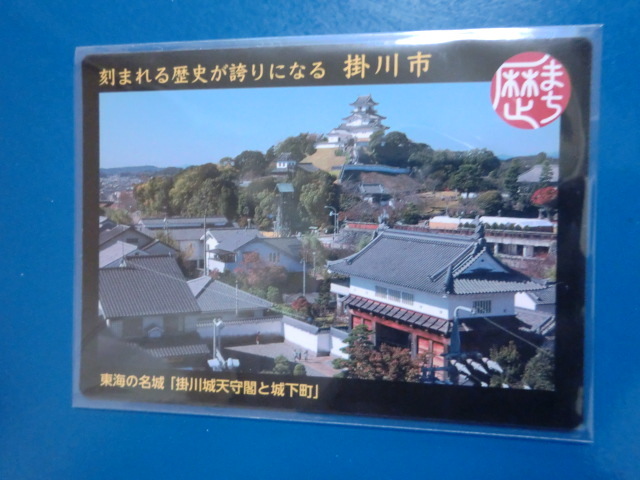 刻まれる歴史が誇りになる 掛川市
歴まち
東海の名城「掛川城天守閣と城下町」